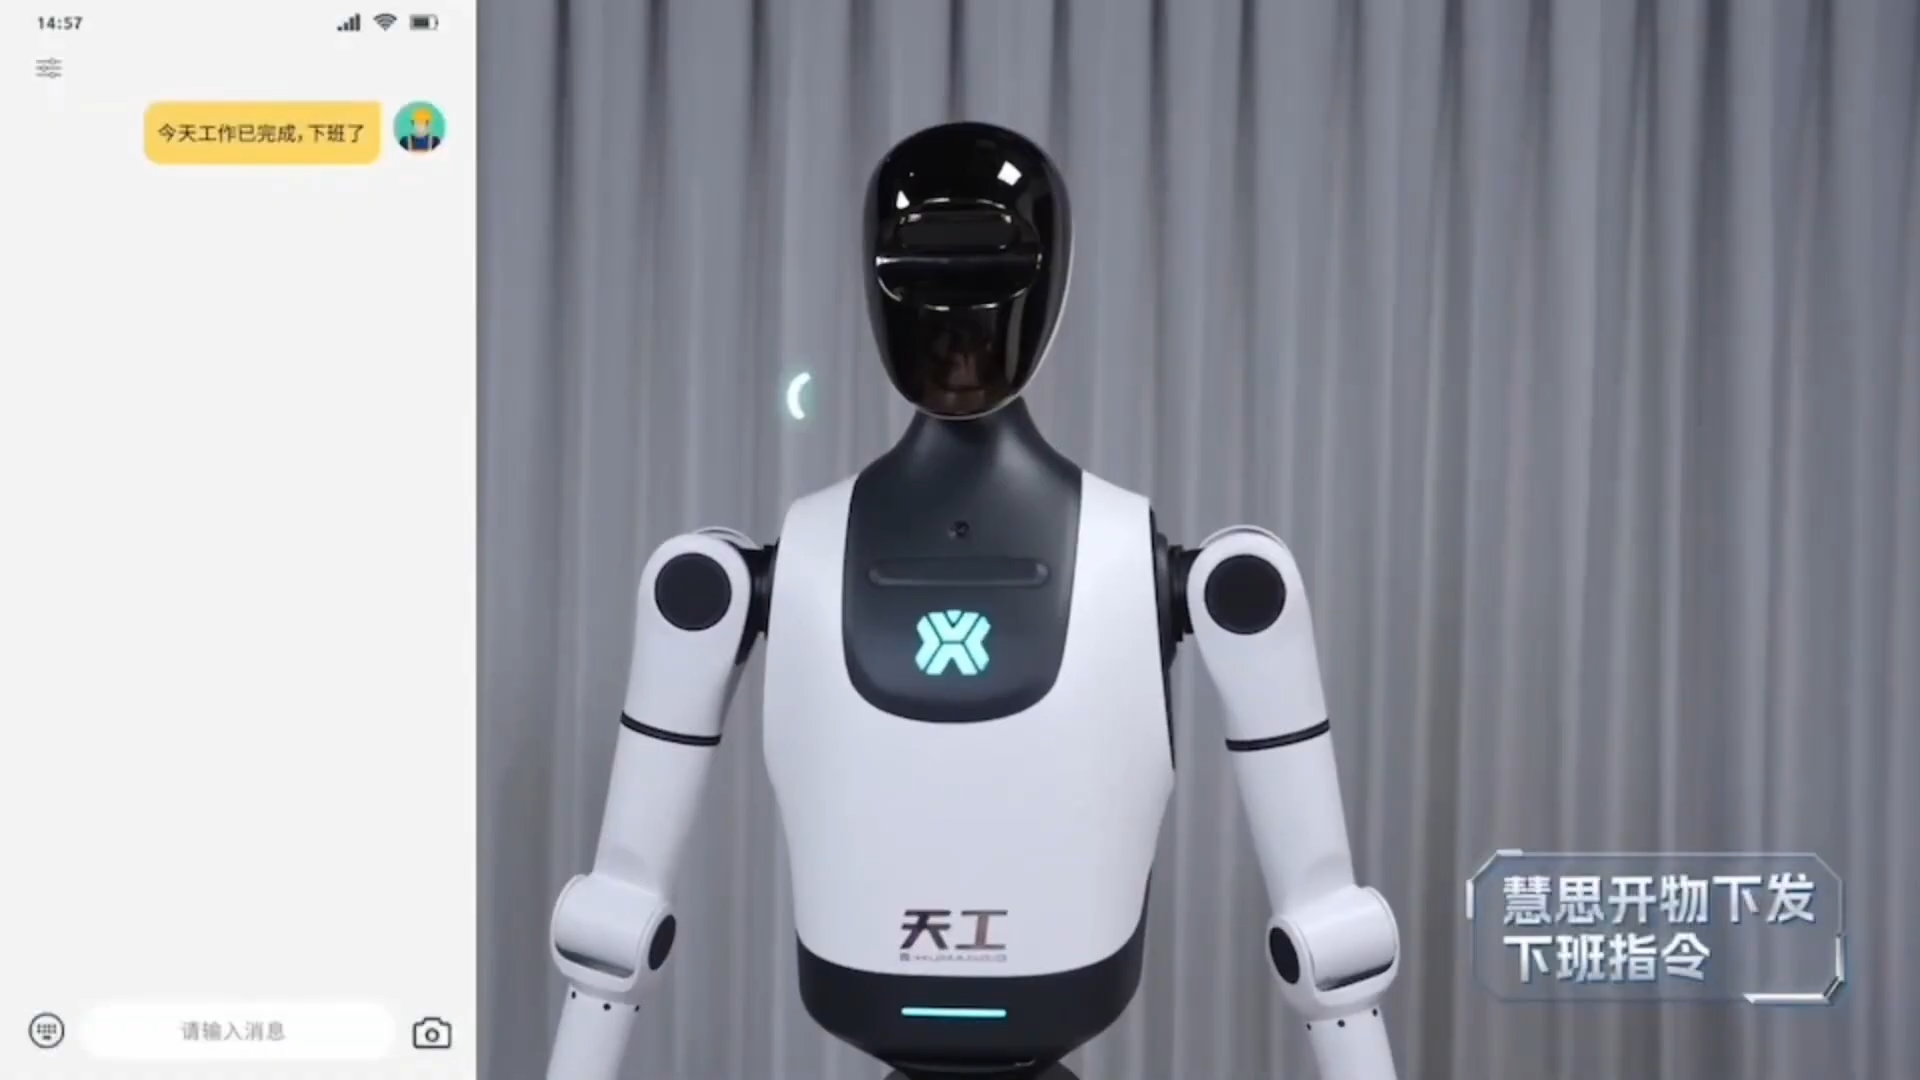 14:57
今天工作已完成,下班了
天工
慧思开物下发
下班指令
请输入消息